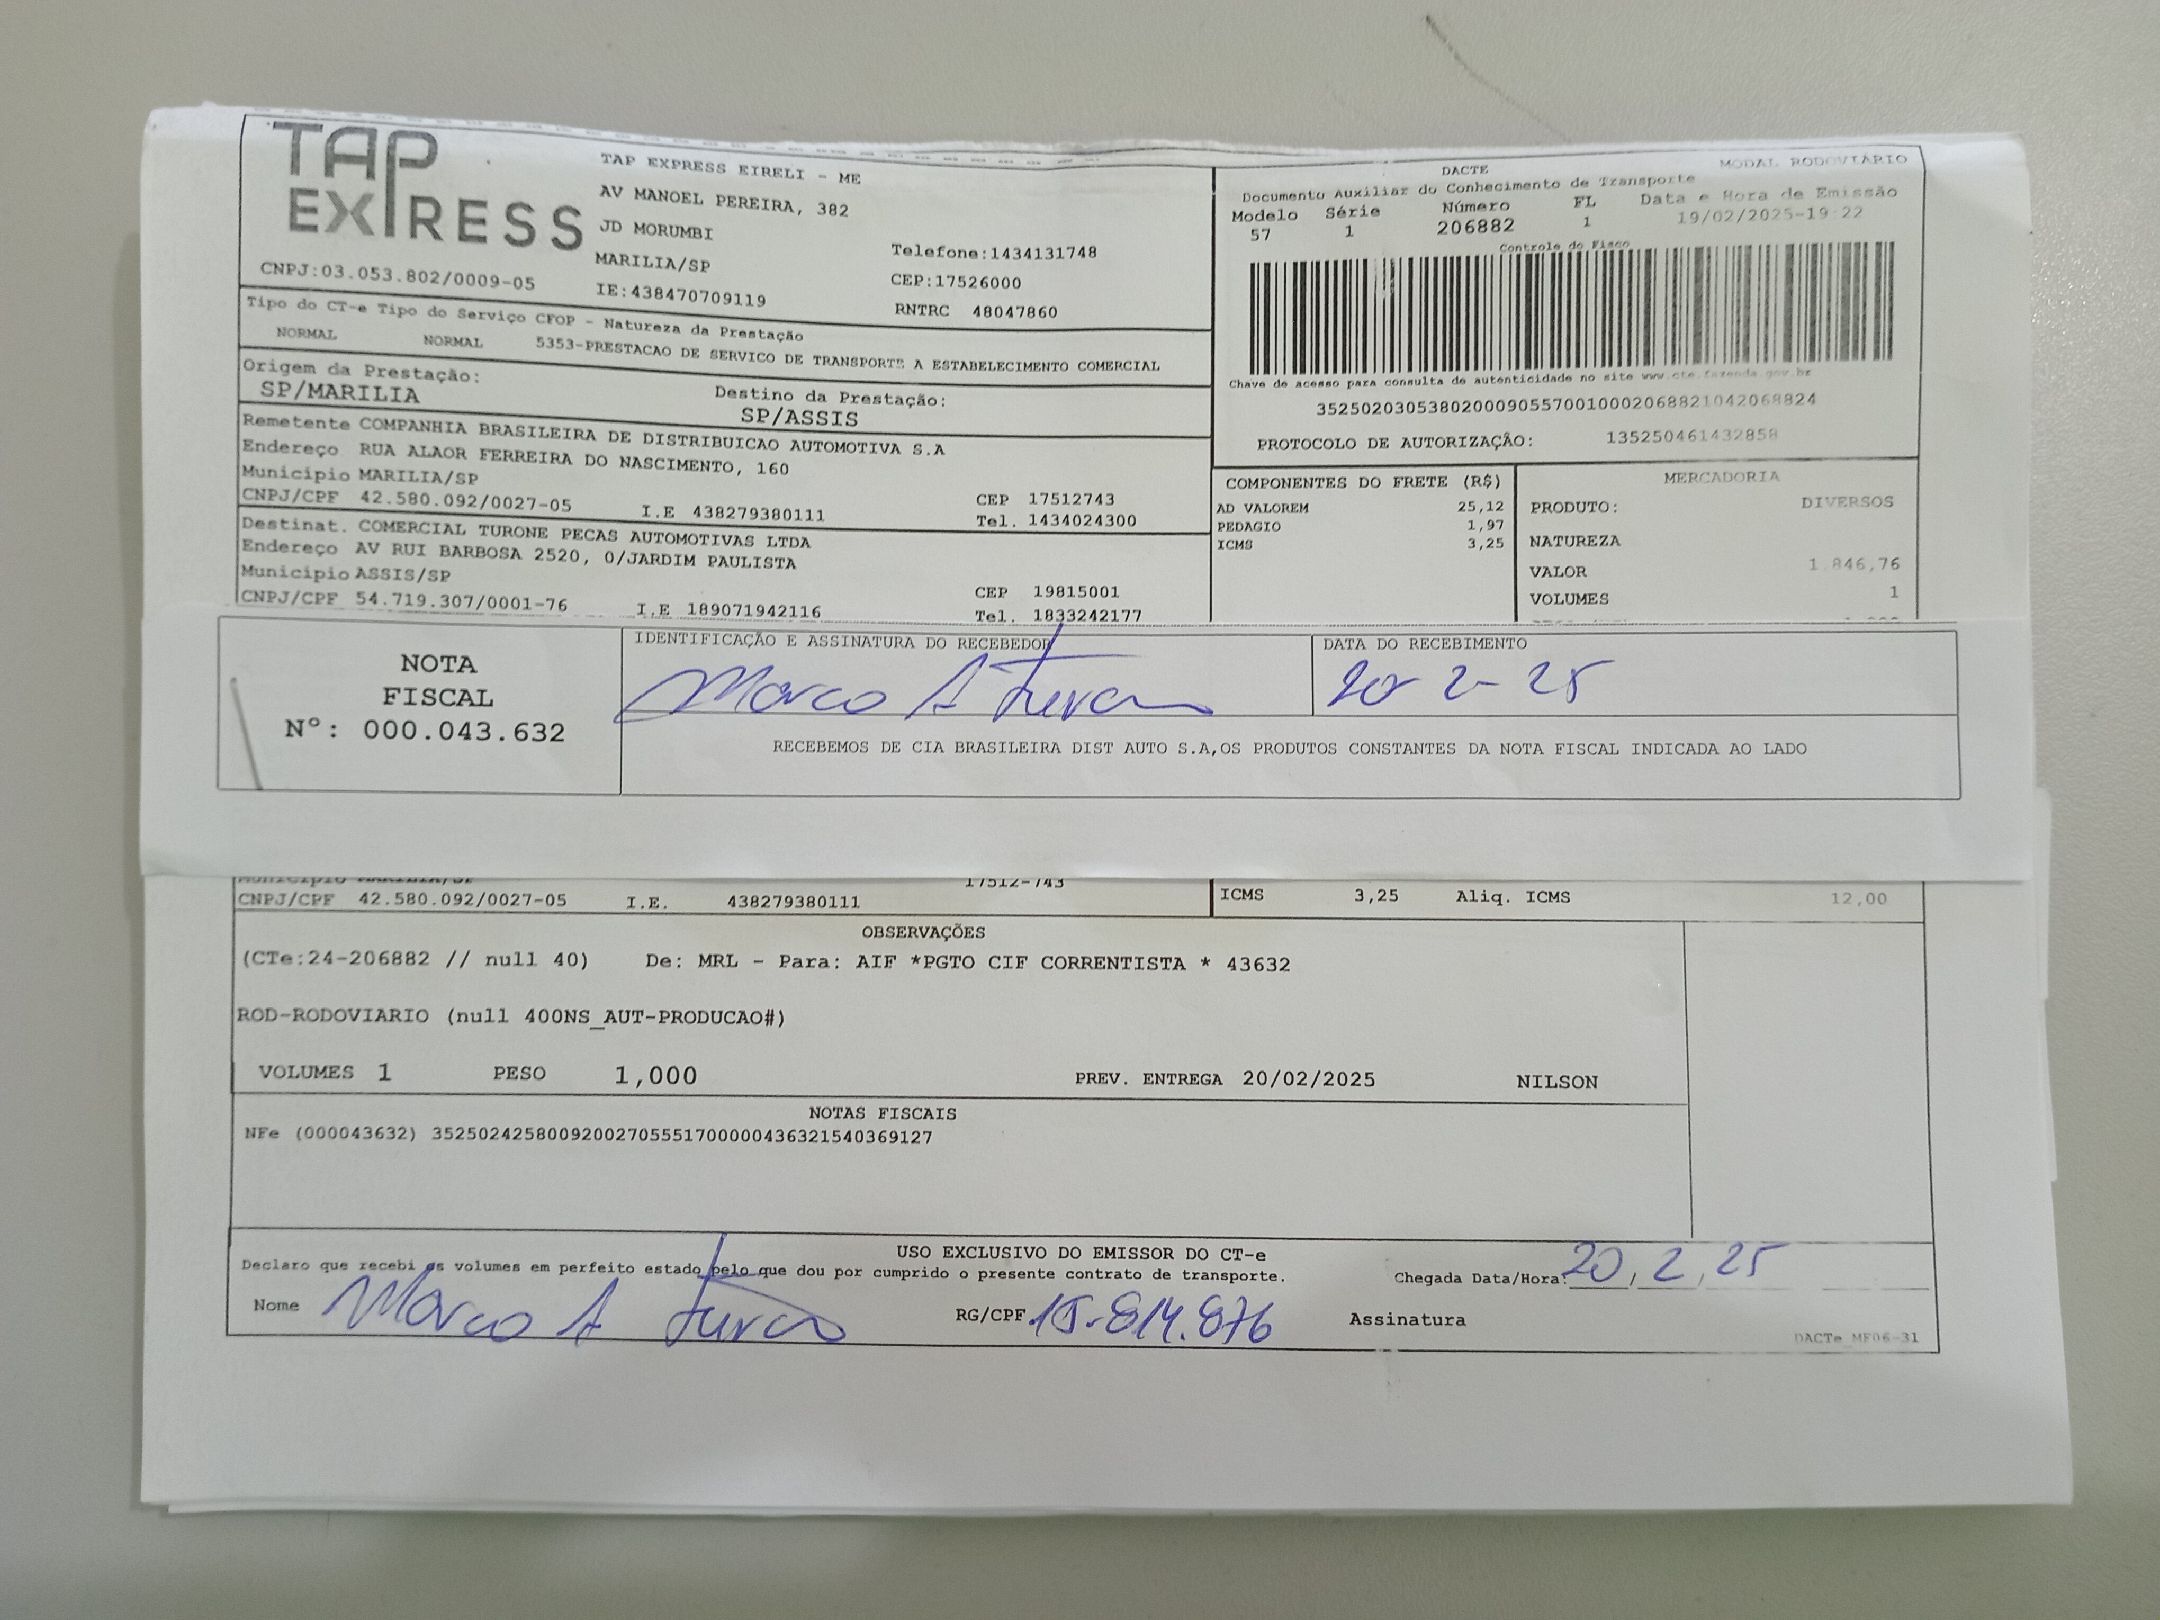 TAP EXPRESS
TAP EXPRESS EIRELI - ME
AV MANOEL PEREIRA, 382
JD MORUMBI
MARILIA/SP
IE:438470709119
Telefone:1434131748
CEP:17526000
RNTRC 48047860
CNPJ:03.053.802/0009-05
Tipo do CT-e Tipo do Serviço CFOP - Natureza da Prestação
NORMAL NORMAL 5353-PRESTACAO DE SERVICO DE TRANSPORTE A ESTABELECIMENTO COMERCIAL
Origem da Prestação: Destino da Prestação:
SP/MARILIA SP/ASSIS
Remetente COMPANHIA BRASILEIRA DE DISTRIBUICAO AUTOMOTIVA S.A
Endereço RUA ALAOR FERREIRA DO NASCIMENTO, 160
Município MARILIA/SP CEP 17512743
CNPJ/CPF 42.580.092/0027-05 I.E 438279380111 Tel. 1434024300
Destinat. COMERCIAL TURONE PECAS AUTOMOTIVAS LTDA
Endereço AV RUI BARBOSA 2520, 0/JARDIM PAULISTA
Município ASSIS/SP CEP 19815001
CNPJ/CPF 54.719.307/0001-76 I.E 189071942116 Tel. 1833242177
DACTE MODAL RODOVIÁRIO
Documento Auxiliar do Conhecimento de Transporte
Modelo Série Número FL Data e Hora de Emissão
57 1 206882 1 19/02/2025-19:22
Controle do Fisco
Chave de acesso para consulta de autenticidade no site www.cte.fazenda.gov.br
35250203053802000905570010002068821042068824
PROTOCOLO DE AUTORIZAÇÃO: 135250461432858
COMPONENTES DO FRETE (R$)
AD VALOREM 25,12
PEDAGIO 1,97
ICMS 3,25
MERCADORIA
PRODUTO: DIVERSOS
NATUREZA
VALOR 1.846,76
VOLUMES 1
NOTA
FISCAL
Nº: 000.043.632
IDENTIFICAÇÃO E ASSINATURA DO RECEBEDOR
Marco A
DATA DO RECEBIMENTO
20 2- 25
RECEBEMOS DE CIA BRASILEIRA DIST AUTO S.A,OS PRODUTOS CONSTANTES DA NOTA FISCAL INDICADA AO LADO
17512-743
CNPJ/CPF 42.580.092/0027-05 I.E. 438279380111 ICMS 3,25 Aliq. ICMS 12,00
OBSERVAÇÕES
(CTe:24-206882 // null 40) De: MRL - Para: AIF *PGTO CIF CORRENTISTA * 43632
ROD-RODOVIARIO (null 400NS_AUT-PRODUCAO#)
VOLUMES 1 PESO 1,000 PREV. ENTREGA 20/02/2025 NILSON
NOTAS FISCAIS
NFe (000043632) 35250242580092002705551700000436321540369127
USO EXCLUSIVO DO EMISSOR DO CT-e
Declaro que recebi os volumes em perfeito estado pelo que dou por cumprido o presente contrato de transporte. Chegada Data/Hora: 20/2/25
Nome Marco A RG/CPF 15.814.876 Assinatura
DACTe MF06-31